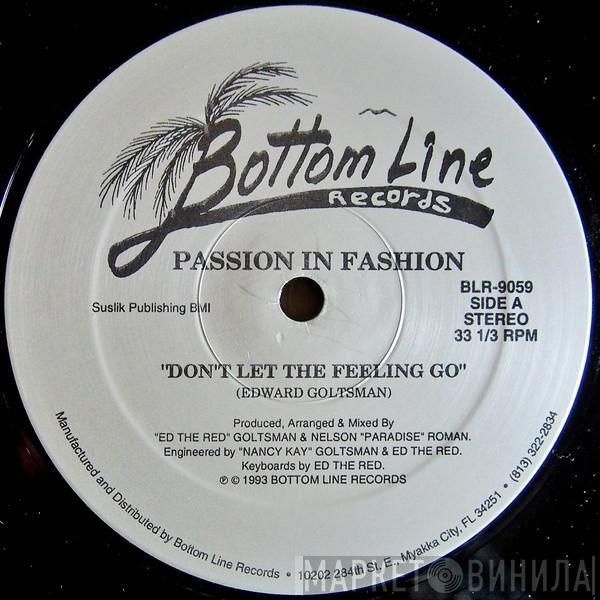 Bottom Line
Records
PASSION IN FASHION
Suslik Publishing BMI
BLR-9059
SIDE A
STEREO
33 1/3 RPM
"DON'T LET THE FEELING GO"
(EDWARD GOLTSMAN)
Produced, Arranged & Mixed By
"ED THE RED" GOLTSMAN & NELSON "PARADISE" ROMAN.
Engineered by "NANCY KAY" GOLTSMAN & ED THE RED.
Keyboards by ED THE RED.
℗ © 1993 BOTTOM LINE RECORDS
Manufactured and Distributed by Bottom Line Records • 10202 284th St. E., Myakka City, FL 34251 • (813) 322-2834
МАРКЕТ ВИНИЛА